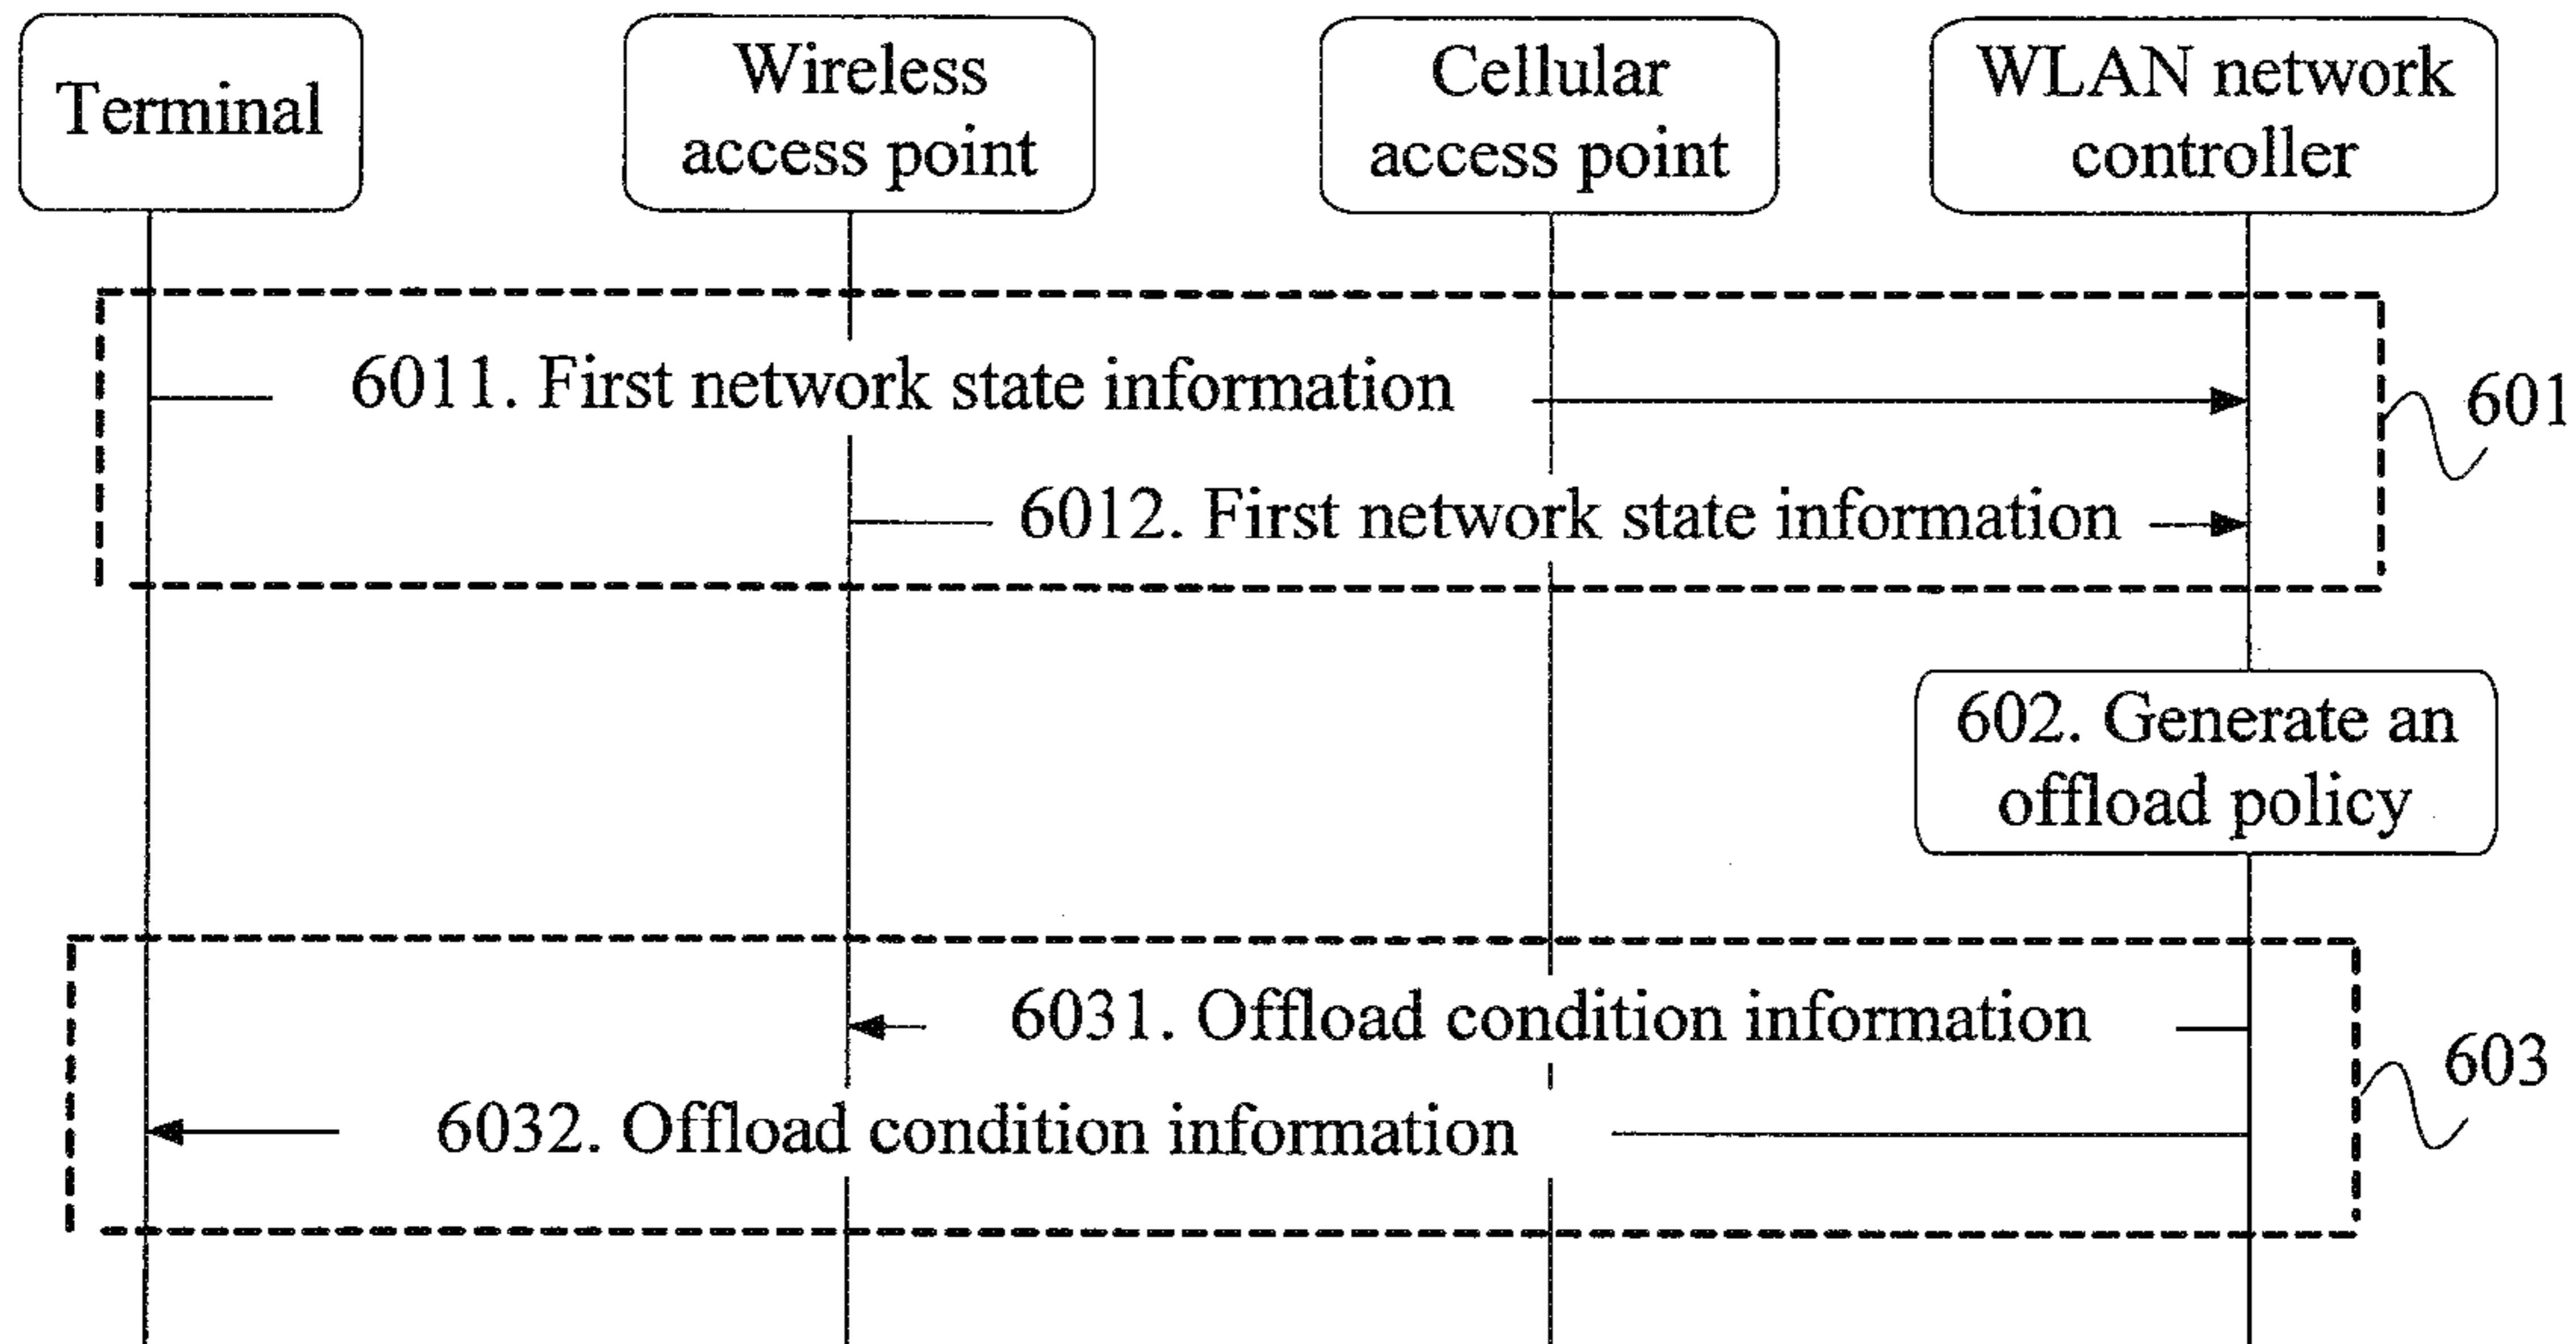 Terminal
Wireless
access point
Cellular
access point
WLAN network
controller
6011. First network state information
601
6012. First network state information
602. Generate an
offload policy
6031. Offload condition information
603
6032. Offload condition information